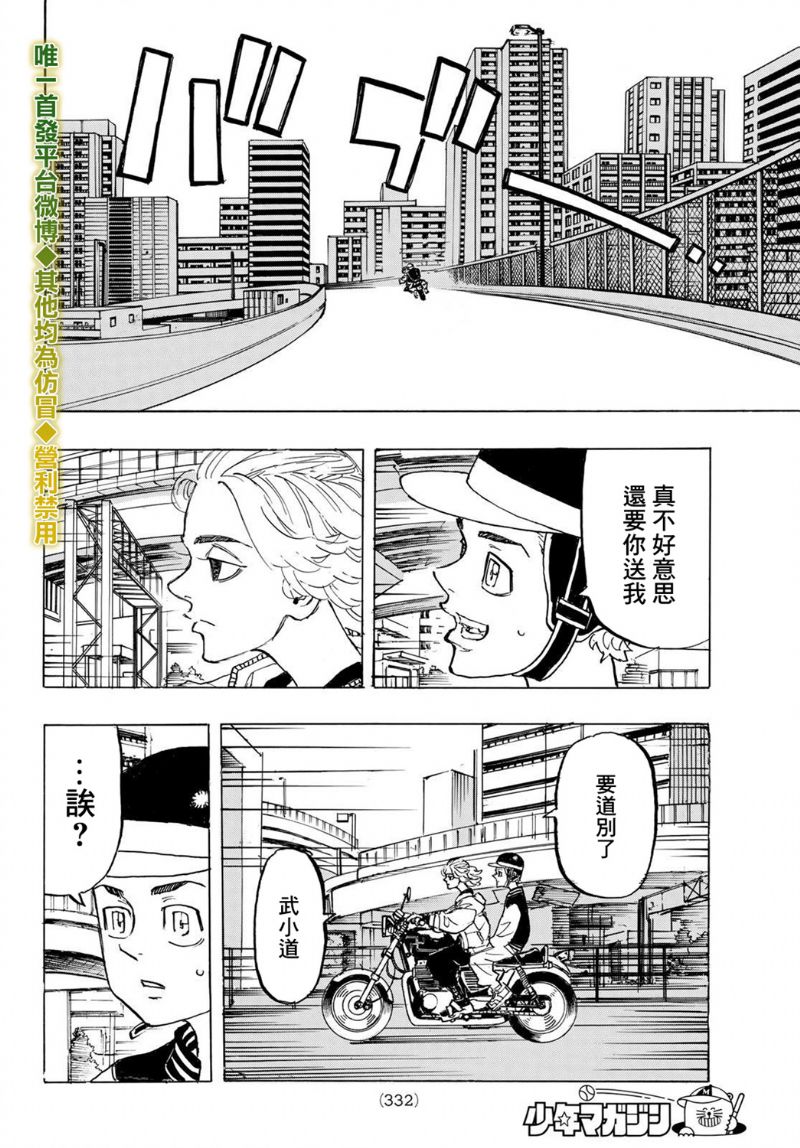 唯一首發平台微博◆其他均為仿冒◆營利禁用
バブ
真不好意思
還要你送我
要道別了
武小道
…誒?
(332)
少年マガジン